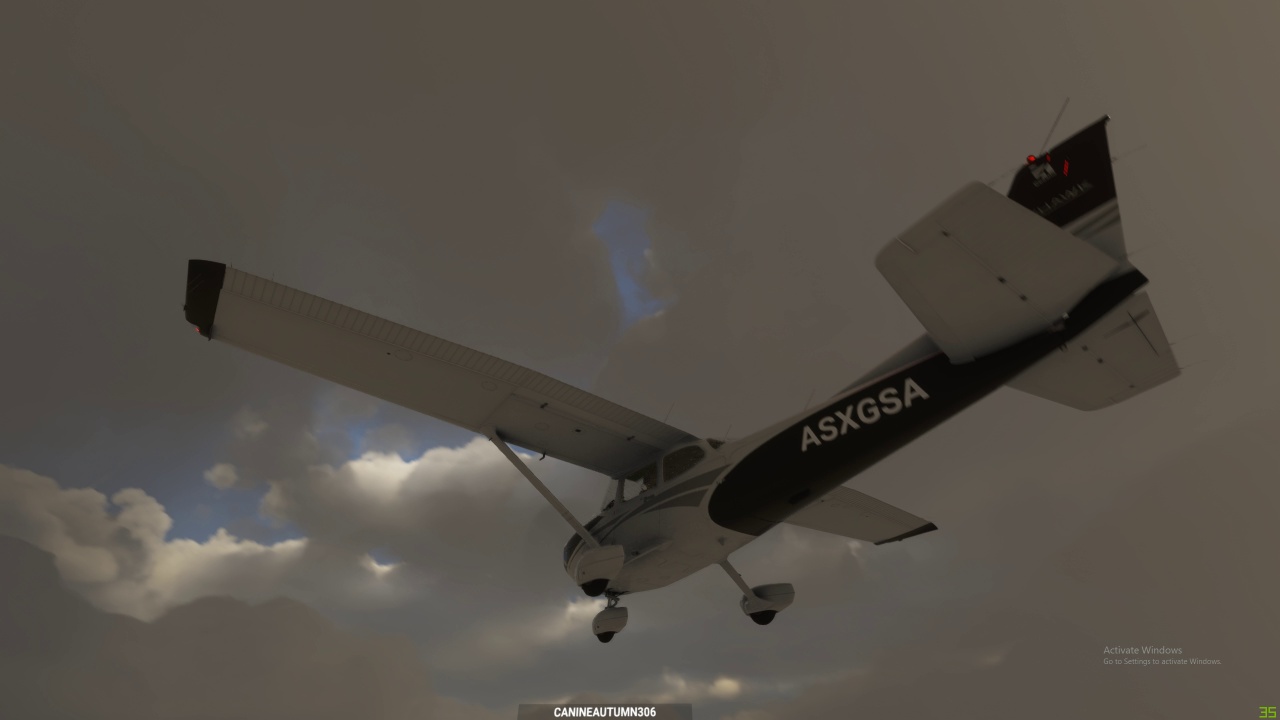 ASXGSA
Activate Windows
Go to Settings to activate Windows.
CANINEAUTUMN306
35